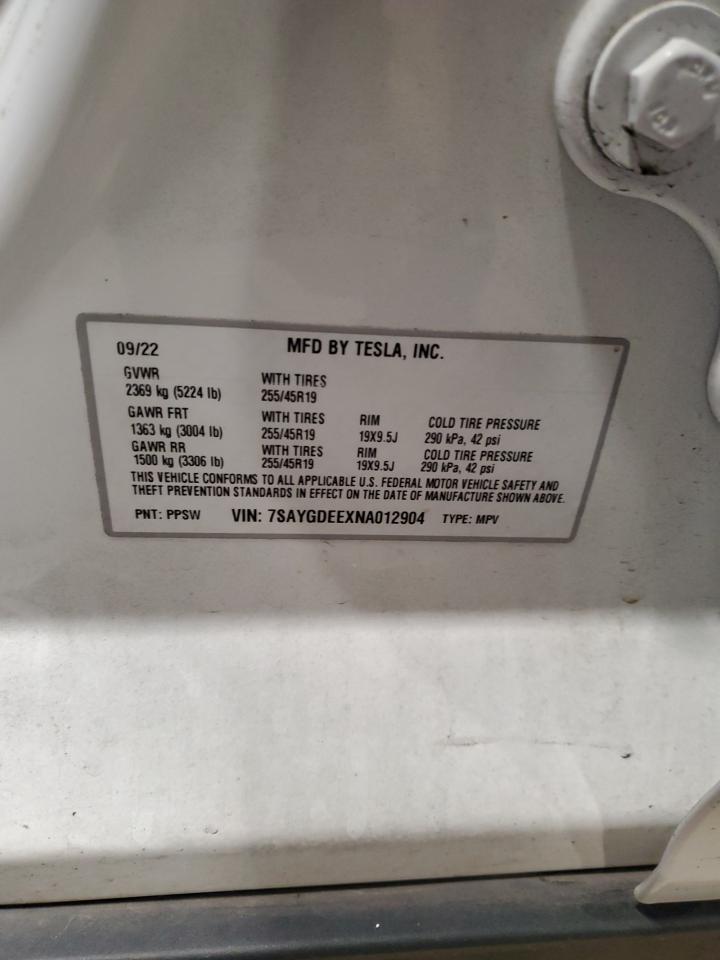 09/22 MFD BY TESLA, INC.
GVWR WITH TIRES
2369 kg (5224 lb) 255/45R19
GAWR FRT WITH TIRES RIM COLD TIRE PRESSURE
1363 kg (3004 lb) 255/45R19 19X9.5J 290 kPa, 42 psi
GAWR RR WITH TIRES RIM COLD TIRE PRESSURE
1500 kg (3306 lb) 255/45R19 19X9.5J 290 kPa, 42 psi
THIS VEHICLE CONFORMS TO ALL APPLICABLE U.S. FEDERAL MOTOR VEHICLE SAFETY AND
THEFT PREVENTION STANDARDS IN EFFECT ON THE DATE OF MANUFACTURE SHOWN ABOVE.
PNT: PPSW VIN: 7SAYGDEEXNA012904 TYPE: MPV